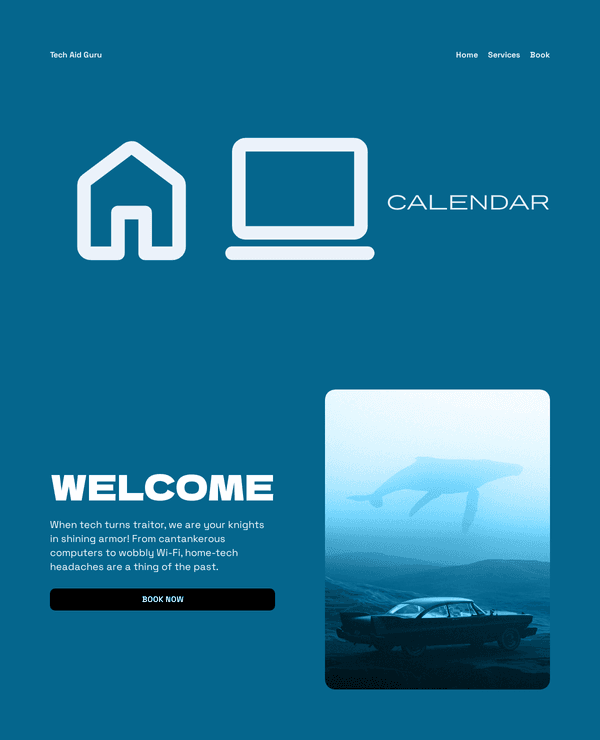 Tech Aid Guru
Home Services Book
CALENDAR
WELCOME
When tech turns traitor, we are your knights
in shining armor! From cantankerous
computers to wobbly Wi-Fi, home-tech
headaches are a thing of the past.
BOOK NOW